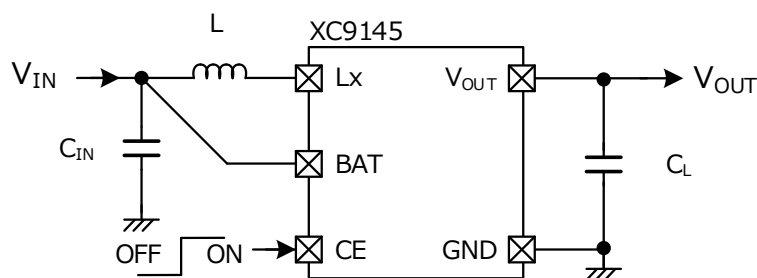 L
XC9145
VIN
Lx
VOUT
VOUT
CIN
BAT
CL
OFF
ON
CE
GND